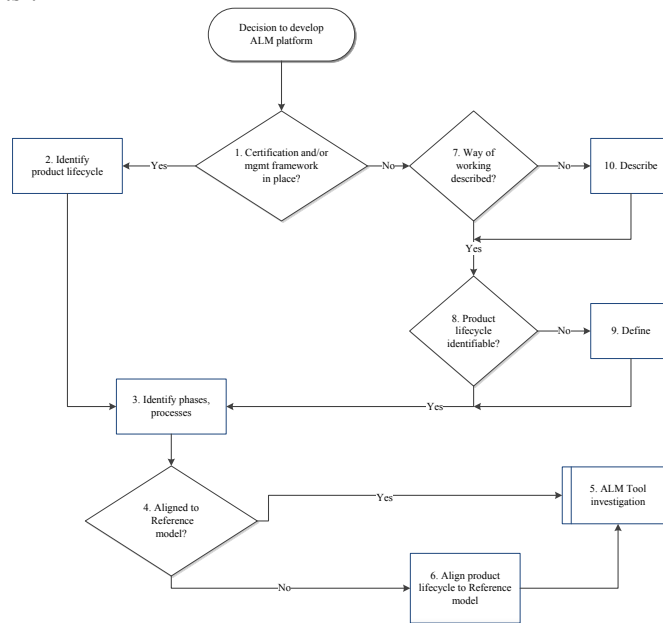 Decision to develop
ALM platform
2. Identify
product lifecycle
Yes
1. Certification and/or
mgmt framework
in place?
No
7. Way of
working
described?
No
10. Describe
Yes
8. Product
lifecycle
identifiable?
No
9. Define
3. Identify phases,
processes
Yes
4. Aligned to
Reference
model?
Yes
5. ALM Tool
investigation
No
6. Align product
lifecycle to Reference
model